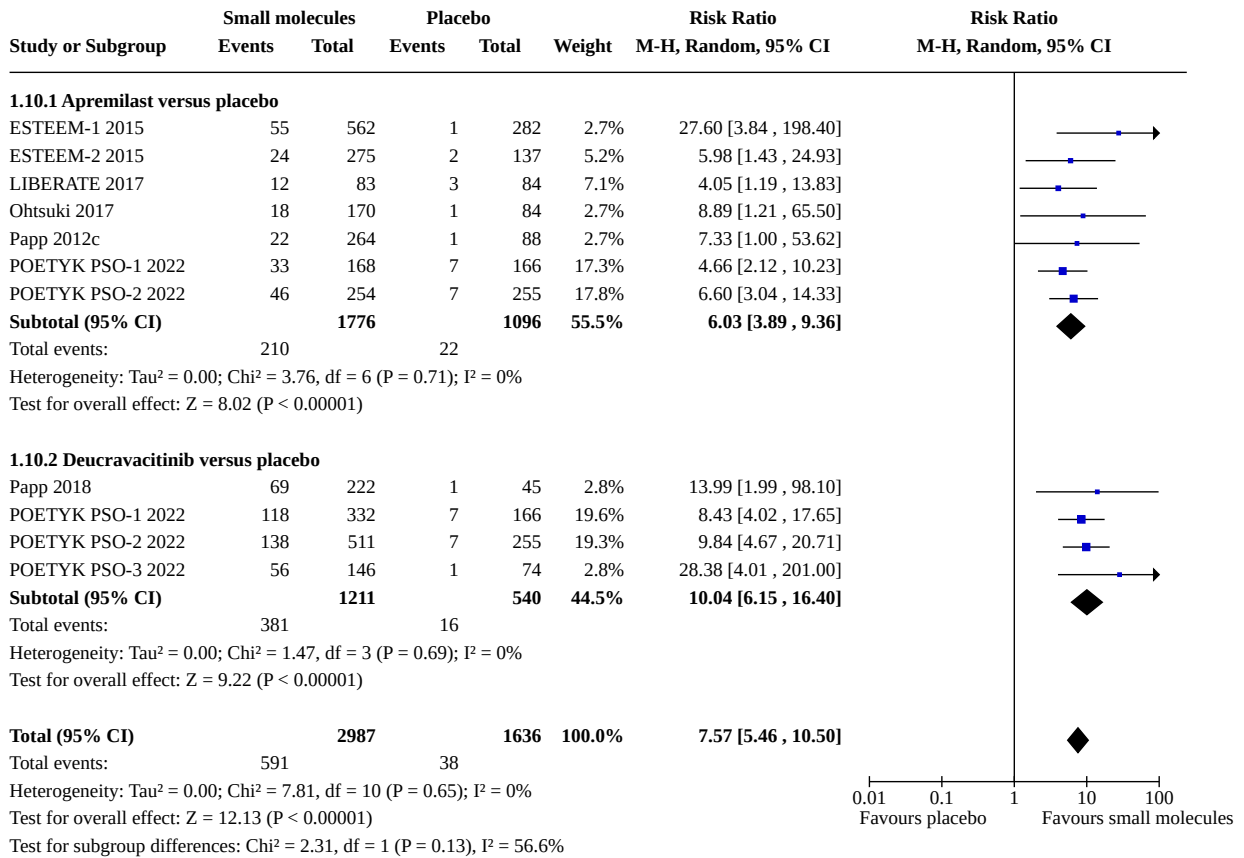 Small molecules Placebo Risk Ratio Risk Ratio
Study or Subgroup Events Total Events Total Weight M-H, Random, 95% CI M-H, Random, 95% CI
1.10.1 Apremilast versus placebo
ESTEEM-1 2015 55 562 1 282 2.7% 27.60 [3.84 , 198.40]
ESTEEM-2 2015 24 275 2 137 5.2% 5.98 [1.43 , 24.93]
LIBERATE 2017 12 83 3 84 7.1% 4.05 [1.19 , 13.83]
Ohtsuki 2017 18 170 1 84 2.7% 8.89 [1.21 , 65.50]
Papp 2012c 22 264 1 88 2.7% 7.33 [1.00 , 53.62]
POETYK PSO-1 2022 33 168 7 166 17.3% 4.66 [2.12 , 10.23]
POETYK PSO-2 2022 46 254 7 255 17.8% 6.60 [3.04 , 14.33]
Subtotal (95% CI) 1776 1096 55.5% 6.03 [3.89 , 9.36]
Total events: 210 22
Heterogeneity: Tau² = 0.00; Chi² = 3.76, df = 6 (P = 0.71); I² = 0%
Test for overall effect: Z = 8.02 (P < 0.00001)
1.10.2 Deucravacitinib versus placebo
Papp 2018 69 222 1 45 2.8% 13.99 [1.99 , 98.10]
POETYK PSO-1 2022 118 332 7 166 19.6% 8.43 [4.02 , 17.65]
POETYK PSO-2 2022 138 511 7 255 19.3% 9.84 [4.67 , 20.71]
POETYK PSO-3 2022 56 146 1 74 2.8% 28.38 [4.01 , 201.00]
Subtotal (95% CI) 1211 540 44.5% 10.04 [6.15 , 16.40]
Total events: 381 16
Heterogeneity: Tau² = 0.00; Chi² = 1.47, df = 3 (P = 0.69); I² = 0%
Test for overall effect: Z = 9.22 (P < 0.00001)
Total (95% CI) 2987 1636 100.0% 7.57 [5.46 , 10.50]
Total events: 591 38
Heterogeneity: Tau² = 0.00; Chi² = 7.81, df = 10 (P = 0.65); I² = 0%
0.01 0.1 1 10 100
Test for overall effect: Z = 12.13 (P < 0.00001) Favours placebo Favours small molecules
Test for subgroup differences: Chi² = 2.31, df = 1 (P = 0.13), I² = 56.6%